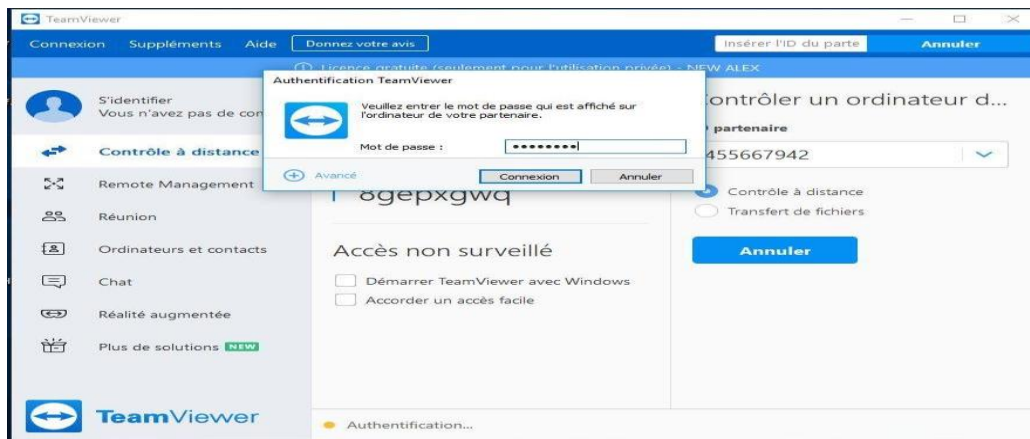 TeamViewer
Connexion Suppléments Aide Donnez votre avis Insérer l'ID du parte Annuler
Licence gratuite (seulement pour l'utilisation privée) - NEW ALEX
S'identifier
Vous n'avez pas de con
Contrôle à distance
Remote Management
Réunion
Ordinateurs et contacts
Chat
Réalité augmentée
Plus de solutions NEW
TeamViewer
Authentification TeamViewer
Veuillez entrer le mot de passe qui est affiché sur
l'ordinateur de votre partenaire.
Mot de passe :
Avancé Connexion Annuler
8gepxgwq
Accès non surveillé
Démarrer TeamViewer avec Windows
Accorder un accès facile
ontrôler un ordinateur d...
partenaire
455667942
Contrôle à distance
Transfert de fichiers
Annuler
Authentification...